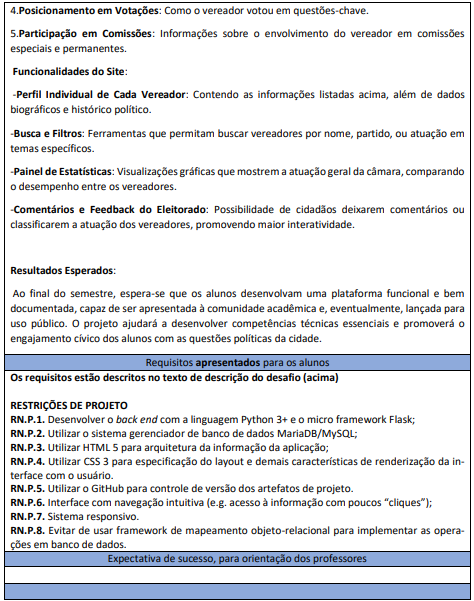 4.Posicionamento em Votações: Como o vereador votou em questões-chave.
5.Participação em Comissões: Informações sobre o envolvimento do vereador em comissões
especiais e permanentes.
Funcionalidades do Site:
-Perfil Individual de Cada Vereador: Contendo as informações listadas acima, além de dados
biográficos e histórico político.
-Busca e Filtros: Ferramentas que permitam buscar vereadores por nome, partido, ou atuação em
temas específicos.
-Painel de Estatísticas: Visualizações gráficas que mostrem a atuação geral da câmara, comparando
o desempenho entre os vereadores.
-Comentários e Feedback do Eleitorado: Possibilidade de cidadãos deixarem comentários ou
classificarem a atuação dos vereadores, promovendo maior interatividade.
Resultados Esperados:
Ao final do semestre, espera-se que os alunos desenvolvam uma plataforma funcional e bem
documentada, capaz de ser apresentada à comunidade acadêmica e, eventualmente, lançada para
uso público. O projeto ajudará a desenvolver competências técnicas essenciais e promoverá o
engajamento cívico dos alunos com as questões políticas da cidade.
Requisitos apresentados para os alunos
Os requisitos estão descritos no texto de descrição do desafio (acima)
RESTRIÇÕES DE PROJETO
RN.P.1. Desenvolver o back end com a linguagem Python 3+ e o micro framework Flask;
RN.P.2. Utilizar o sistema gerenciador de banco de dados MariaDB/MySQL;
RN.P.3. Utilizar HTML 5 para arquitetura da informação da aplicação;
RN.P.4. Utilizar CSS 3 para especificação do layout e demais características de renderização da in-
terface com o usuário.
RN.P.5. Utilizar o GitHub para controle de versão dos artefatos de projeto.
RN.P.6. Interface com navegação intuitiva (e.g. acesso à informação com poucos “cliques”);
RN.P.7. Sistema responsivo.
RN.P.8. Evitar de usar framework de mapeamento objeto-relacional para implementar as opera-
ções em banco de dados.
Expectativa de sucesso, para orientação dos professores